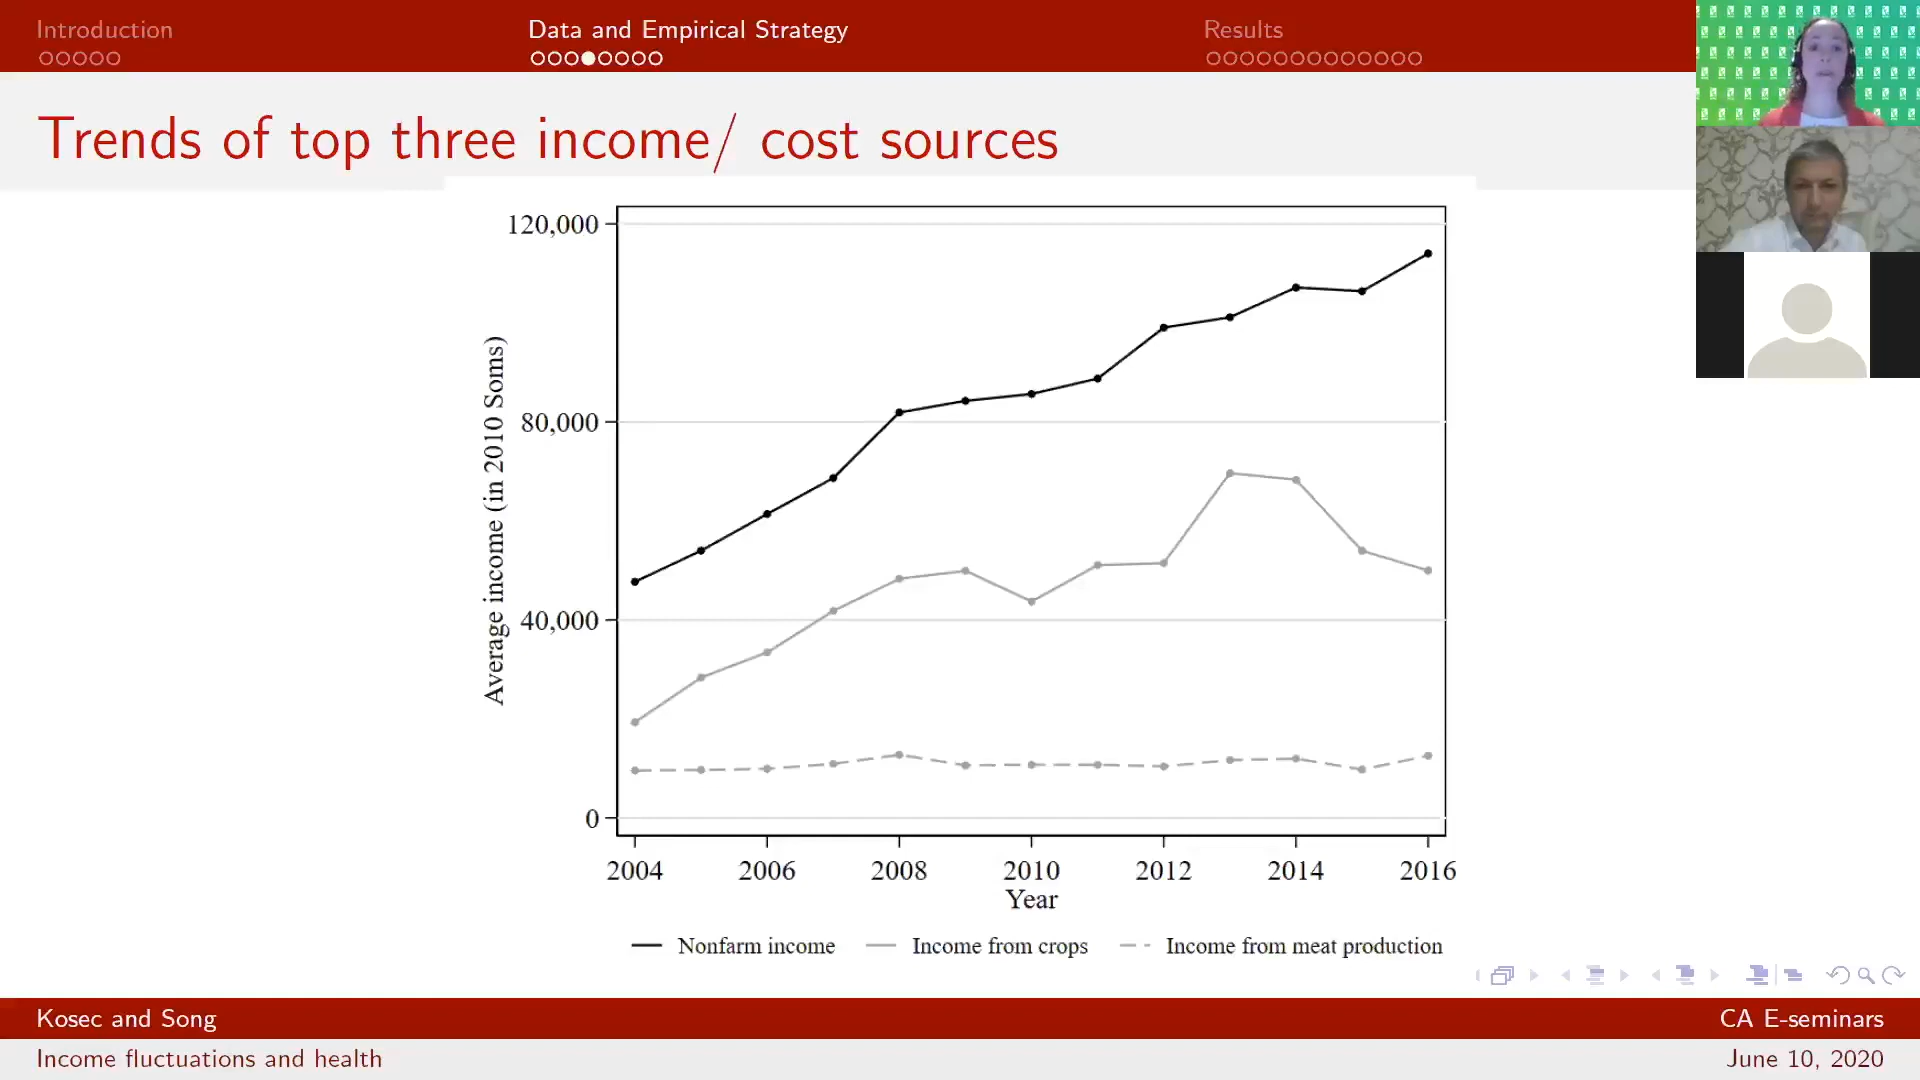 Introduction
Data and Empirical Strategy
Results
Trends of top three income/ cost sources
120,000
80,000
40,000
0
Average income (in 2010 Soms)
2004
2006
2008
2010
2012
2014
2016
Year
Nonfarm income
Income from crops
Income from meat production
Kosec and Song
CA E-seminars
Income fluctuations and health
June 10, 2020